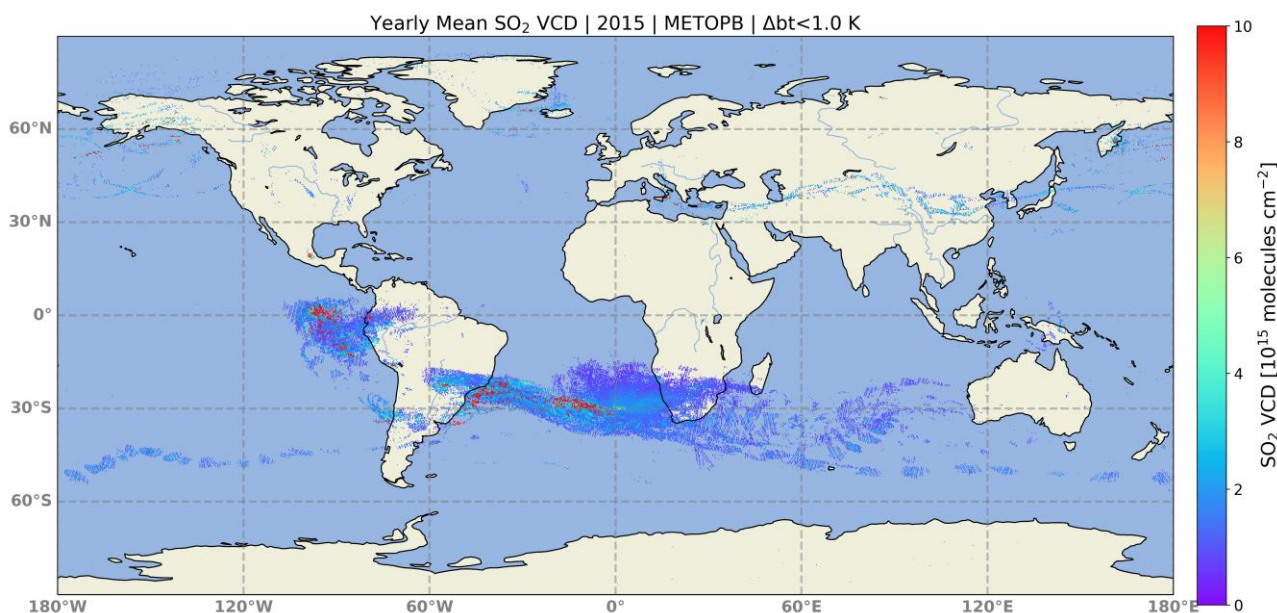 Yearly Mean SO₂ VCD | 2015 | METOPB | Δbt<1.0 K
60°N
30°N
0°
30°S
60°S
180°W
120°W
60°W
0°
60°E
120°E
180°E
10
8
6
4
2
0
SO₂ VCD [10¹⁵ molecules cm⁻²]